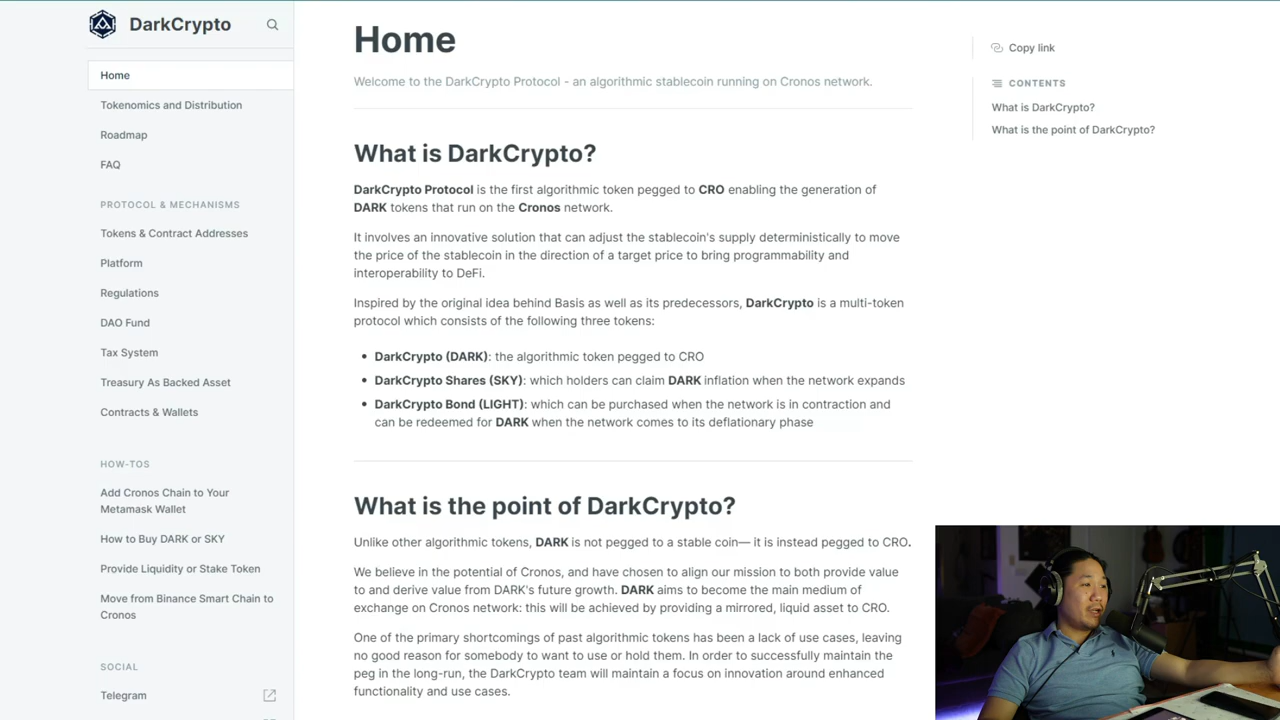 DarkCrypto
Home
Tokenomics and Distribution
Roadmap
FAQ
PROTOCOL & MECHANISMS
Tokens & Contract Addresses
Platform
Regulations
DAO Fund
Tax System
Treasury As Backed Asset
Contracts & Wallets
HOW-TOS
Add Cronos Chain to Your
Metamask Wallet
How to Buy DARK or SKY
Provide Liquidity or Stake Token
Move from Binance Smart Chain to
Cronos
SOCIAL
Telegram
Home
Welcome to the DarkCrypto Protocol - an algorithmic stablecoin running on Cronos network.
What is DarkCrypto?
DarkCrypto Protocol is the first algorithmic token pegged to CRO enabling the generation of
DARK tokens that run on the Cronos network.
It involves an innovative solution that can adjust the stablecoin's supply deterministically to move
the price of the stablecoin in the direction of a target price to bring programmability and
interoperability to DeFi.
Inspired by the original idea behind Basis as well as its predecessors, DarkCrypto is a multi-token
protocol which consists of the following three tokens:
• DarkCrypto (DARK): the algorithmic token pegged to CRO
• DarkCrypto Shares (SKY): which holders can claim DARK inflation when the network expands
• DarkCrypto Bond (LIGHT): which can be purchased when the network is in contraction and
can be redeemed for DARK when the network comes to its deflationary phase
What is the point of DarkCrypto?
Unlike other algorithmic tokens, DARK is not pegged to a stable coin— it is instead pegged to CRO.
We believe in the potential of Cronos, and have chosen to align our mission to both provide value
to and derive value from DARK's future growth. DARK aims to become the main medium of
exchange on Cronos network: this will be achieved by providing a mirrored, liquid asset to CRO.
One of the primary shortcomings of past algorithmic tokens has been a lack of use cases, leaving
no good reason for somebody to want to use or hold them. In order to successfully maintain the
peg in the long-run, the DarkCrypto team will maintain a focus on innovation around enhanced
functionality and use cases.
Copy link
CONTENTS
What is DarkCrypto?
What is the point of DarkCrypto?